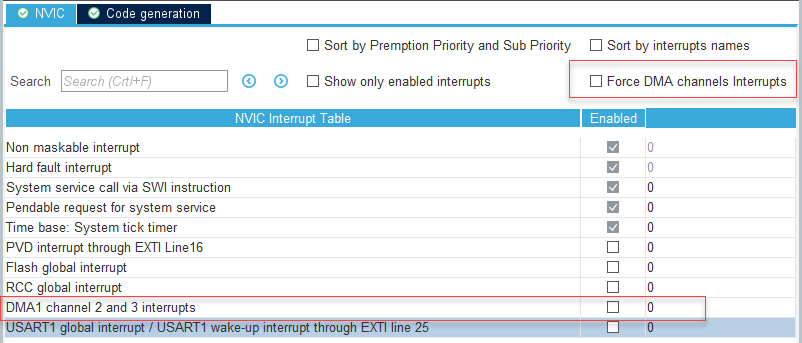 NVIC Code generation
Sort by Premption Priority and Sub Priority Sort by interrupts names
Search Search (Crtl+F) Show only enabled interrupts Force DMA channels Interrupts
NVIC Interrupt Table Enabled
Non maskable interrupt 0
Hard fault interrupt 0
System service call via SWI instruction 0
Pendable request for system service 0
Time base: System tick timer 0
PVD interrupt through EXTI Line16 0
Flash global interrupt 0
RCC global interrupt 0
DMA1 channel 2 and 3 interrupts 0
USART1 global interrupt / USART1 wake-up interrupt through EXTI line 25 0